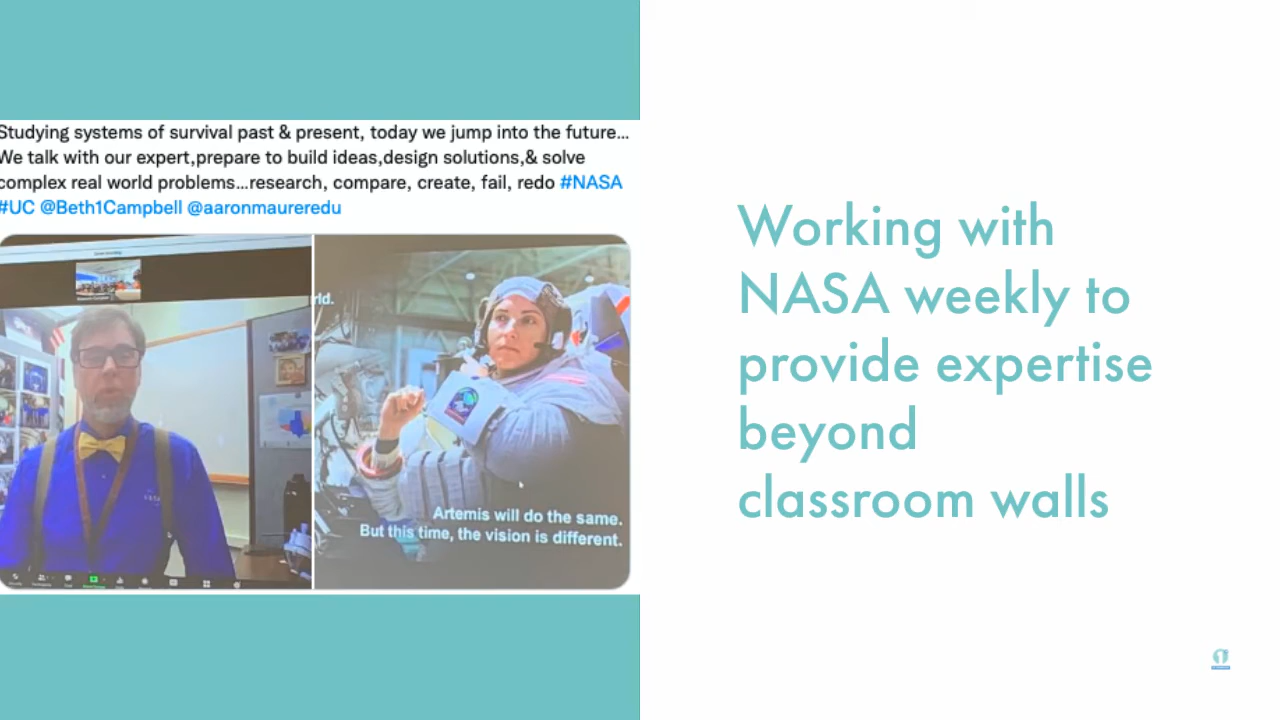 Studying systems of survival past & present, today we jump into the future...
We talk with our expert,prepare to build ideas,design solutions,& solve
complex real world problems...research, compare, create, fail, redo #NASA
#UC @Beth1Campbell @aaronmaureredu
rld.
NASA
Artemis will do the same.
But this time, the vision is different.
Working with
NASA weekly to
provide expertise
beyond
classroom walls